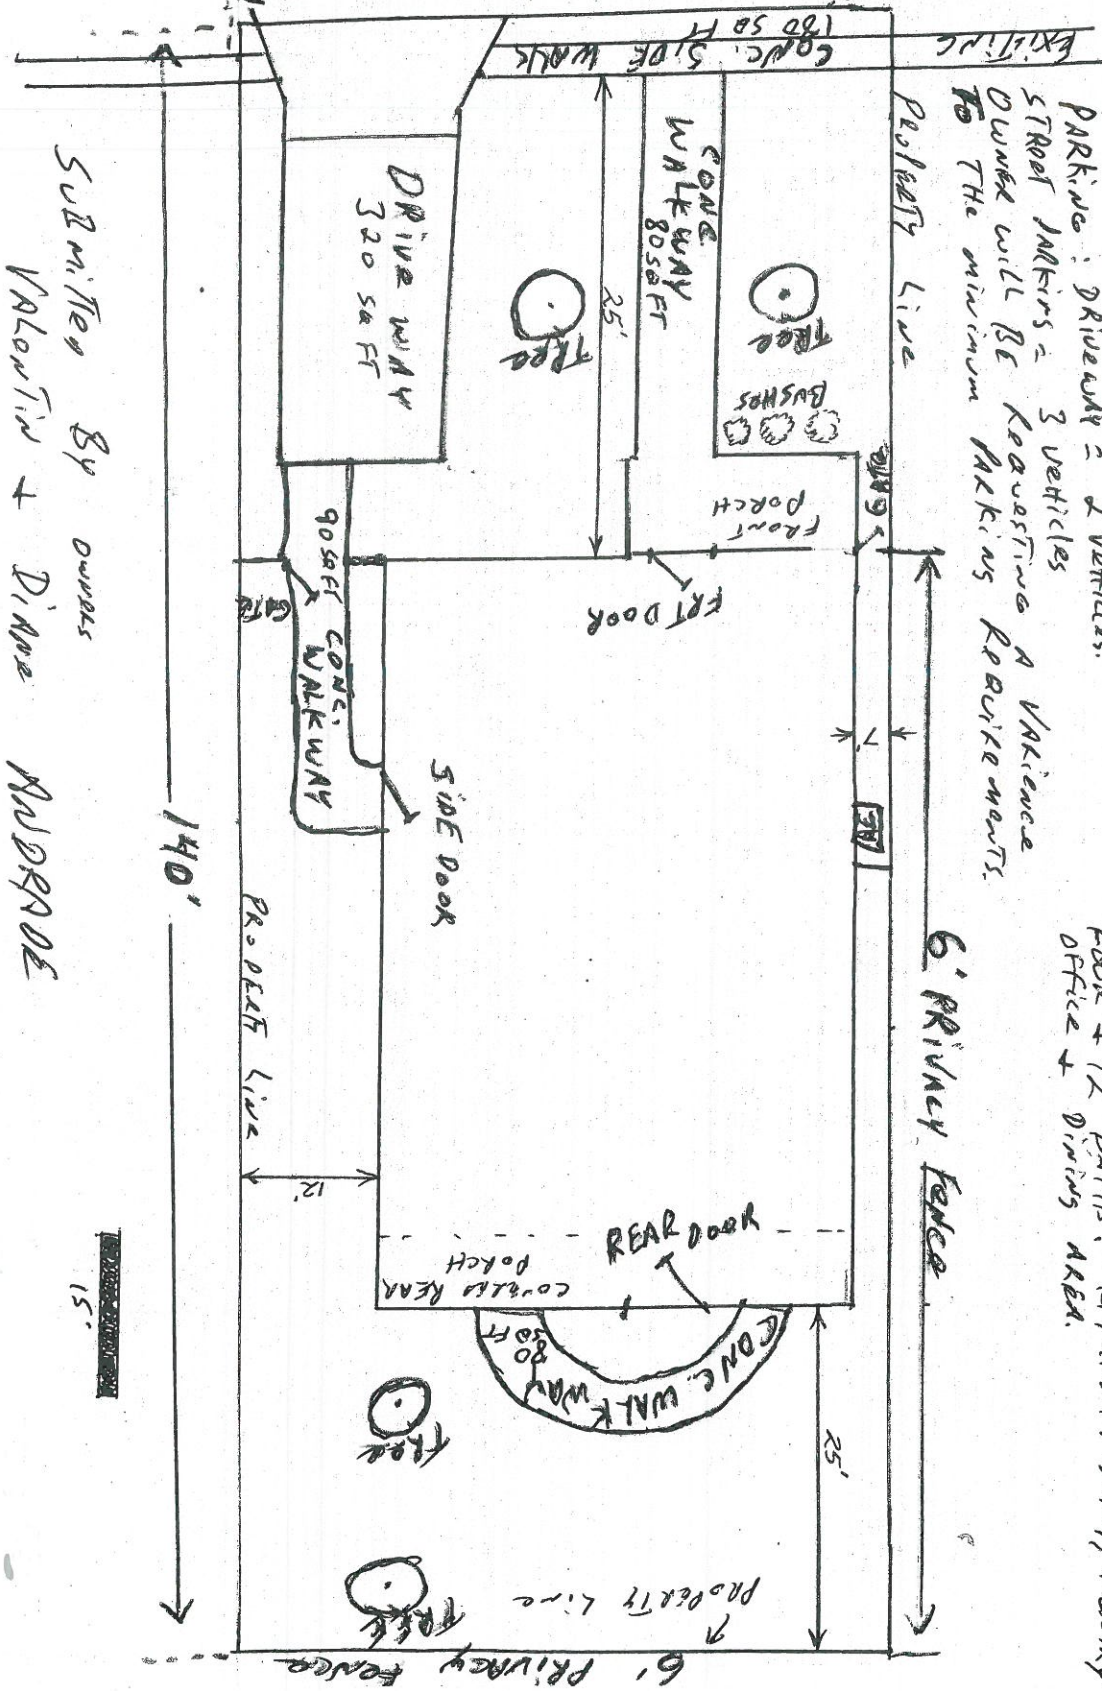 EXISTING CONC. SIDE WALK
180 SQ FT
PARKING: DRIVEWAY = 2 VEHICLES.
STREET PARKING = 3 VEHICLES
OWNER WILL BE REQUESTING A VARIENCE
TO THE MINIMUM PARKING REQUIREMENTS.
OFFICE + DINING AREA.
PROPERTY LINE
6' PRIVACY FENCE
CONC.
WALKWAY
80 SQ FT
TREE
BUSHES
GATE
7'
AC
FRONT
PORCH
FRT DOOR
25'
TREE
DRIVE WAY
320 SQ FT
90 SQ FT CONC.
WALKWAY
GATE
SIDE DOOR
REAR DOOR
COVERED REAR
PORCH
CONC. WALK WAY
80
SQ FT
25'
12'
PROPERTY LINE
TREE
TREE
PROPERTY LINE
6' PRIVACY FENCE
140'
15'
SUBMITTED BY OWNERS
VALENTIN + DIANE ANDRADE